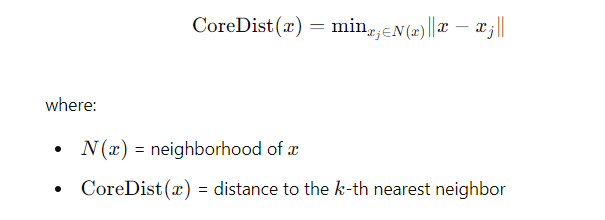 CoreDist(x) = min_{x_j∈N(x)} ||x − x_j||
where:
• N(x) = neighborhood of x
• CoreDist(x) = distance to the k-th nearest neighbor